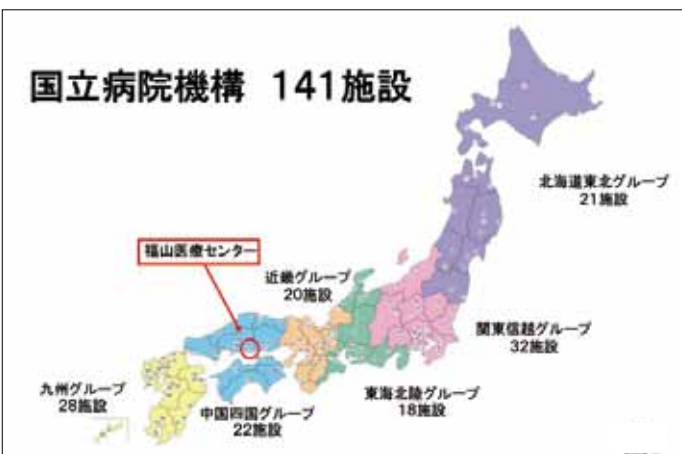 国立病院機構 141施設
北海道東北グループ
21施設
福山医療センター
近畿グループ
20施設
関東信越グループ
32施設
東海北陸グループ
18施設
九州グループ
28施設
中国四国グループ
22施設